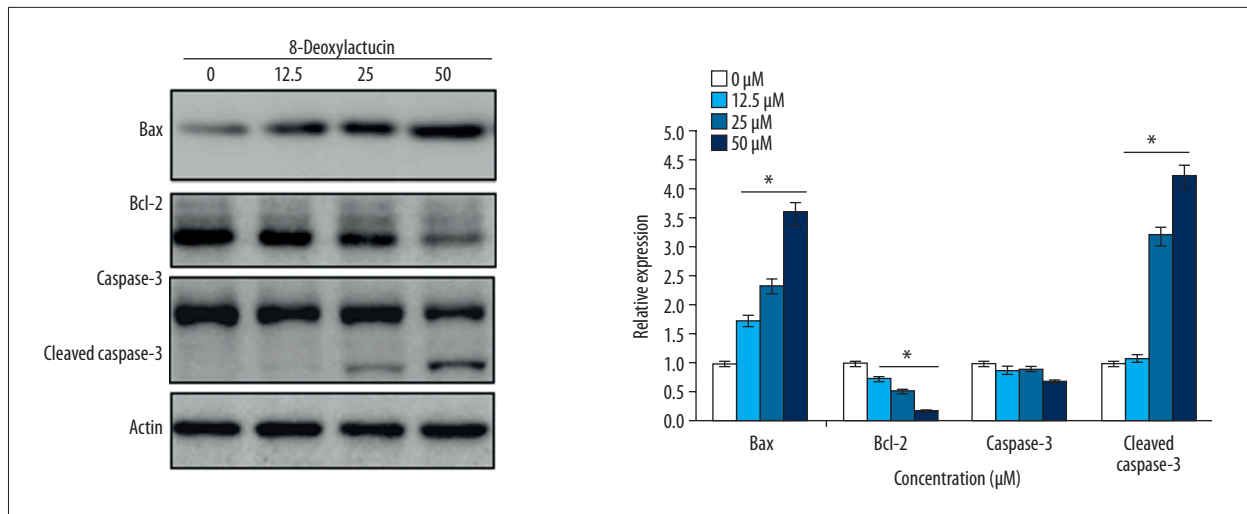 8-Deoxylactucin
0 12.5 25 50
Bax
Bcl-2
Caspase-3
Cleaved caspase-3
Actin
0 µM
12.5 µM
25 µM
50 µM
Relative expression
5.0
4.5
4.0
3.5
3.0
2.5
2.0
1.5
1.0
0.5
0.0
*
*
*
Bax Bcl-2 Caspase-3 Cleaved
caspase-3
Concentration (µM)